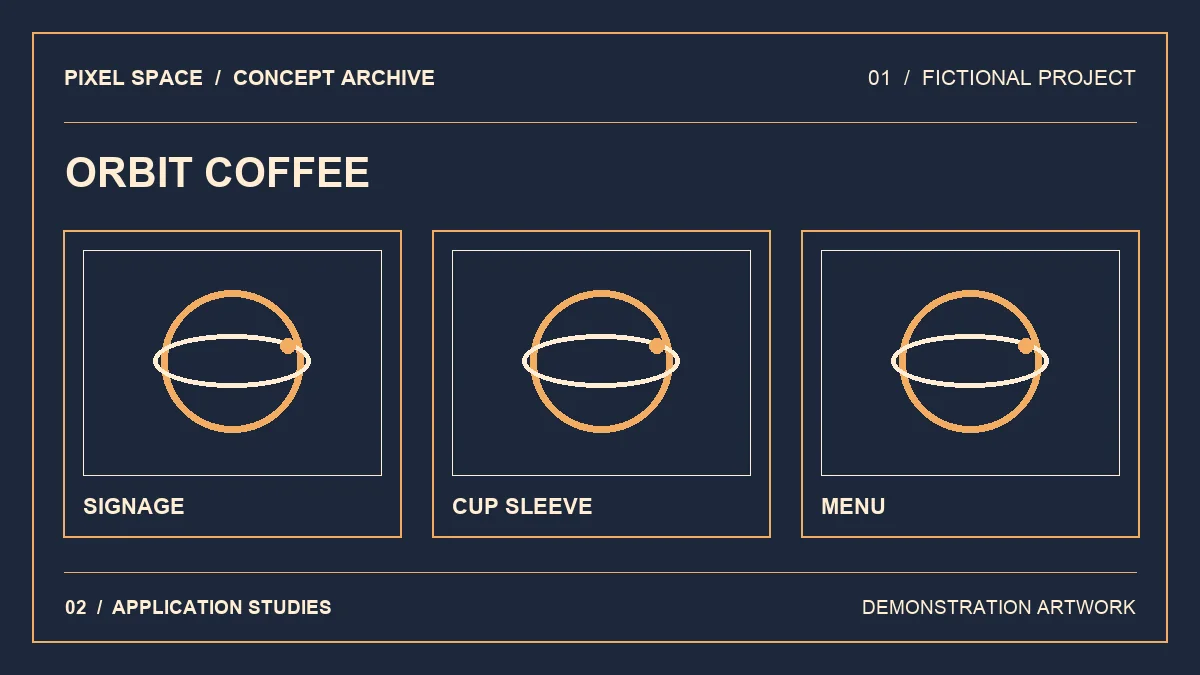 PIXEL SPACE / CONCEPT ARCHIVE
01 / FICTIONAL PROJECT
ORBIT COFFEE
SIGNAGE
CUP SLEEVE
MENU
02 / APPLICATION STUDIES
DEMONSTRATION ARTWORK